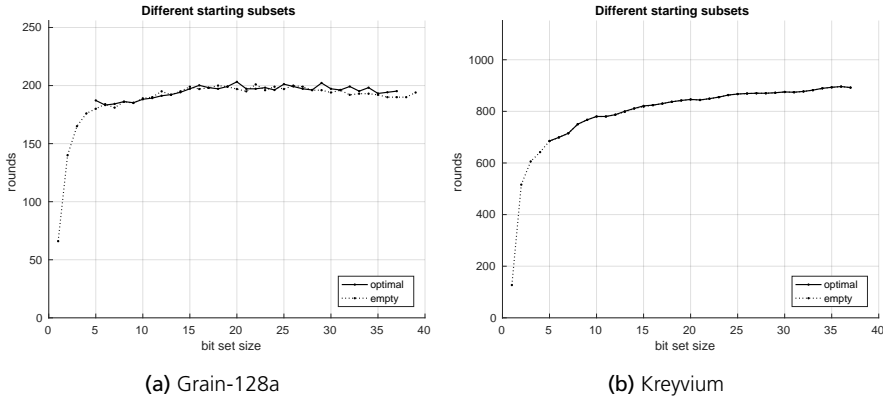 Different starting subsets
250
200
150
100
50
0
rounds
0 5 10 15 20 25 30 35 40
bit set size
optimal
empty
(a) Grain-128a
Different starting subsets
1000
800
600
400
200
0
rounds
0 5 10 15 20 25 30 35 40
bit set size
optimal
empty
(b) Kreyvium